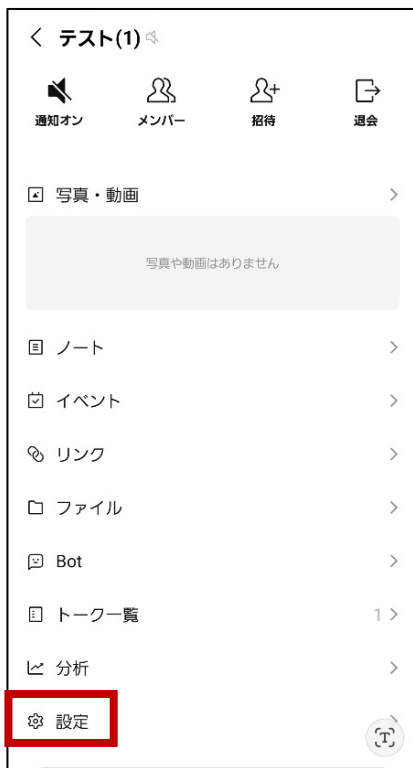 テスト(1)
通知オン メンバー 招待 退会
写真・動画
写真や動画はありません
ノート
イベント
リンク
ファイル
Bot
トーク一覧 1
分析
設定
T